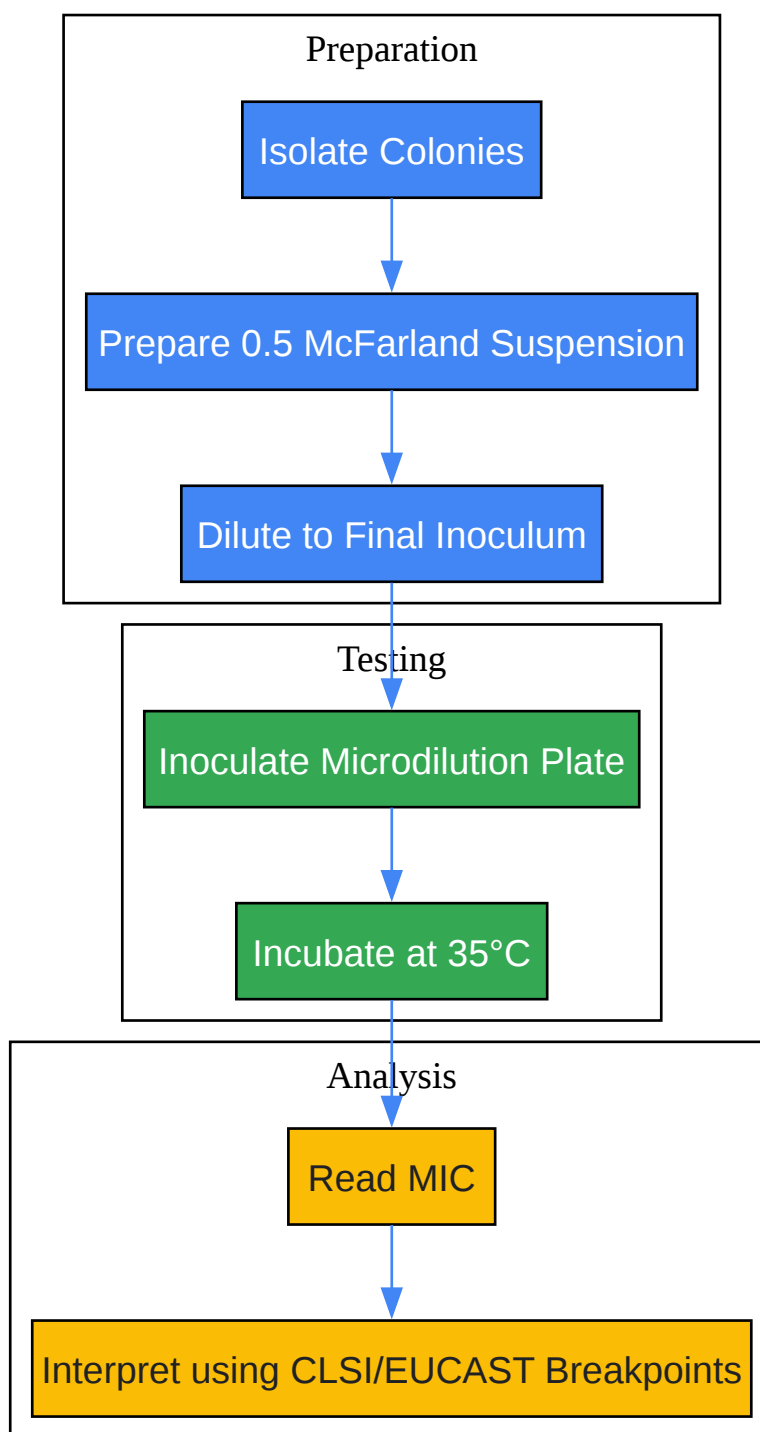 Preparation
Isolate Colonies
Prepare 0.5 McFarland Suspension
Dilute to Final Inoculum
Testing
Inoculate Microdilution Plate
Incubate at 35°C
Analysis
Read MIC
Interpret using CLSI/EUCAST Breakpoints